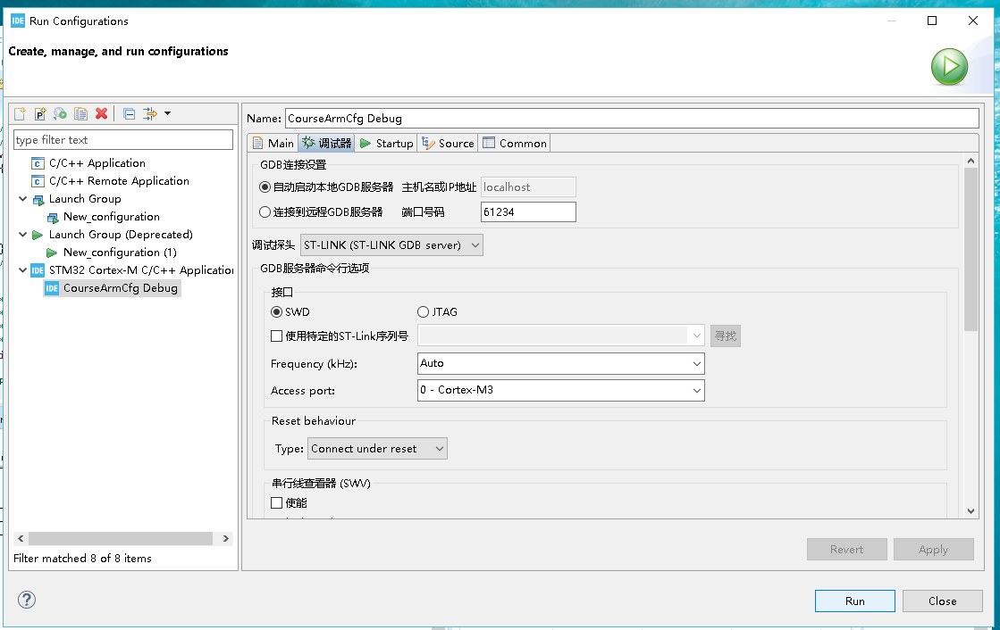 IDE Run Configurations
Create, manage, and run configurations
type filter text
C/C++ Application
C/C++ Remote Application
Launch Group
New_configuration
Launch Group (Deprecated)
New_configuration (1)
IDE STM32 Cortex-M C/C++ Application
IDE CourseArmCfg Debug
Filter matched 8 of 8 items
Name: CourseArmCfg Debug
Main 调试器 Startup Source Common
GDB连接设置
自动启动本地GDB服务器 主机名或IP地址 localhost
连接到远程GDB服务器 端口号码 61234
调试探头 ST-LINK (ST-LINK GDB server)
GDB服务器命令行选项
接口
SWD JTAG
使用特定的ST-Link序列号 寻找
Frequency (kHz): Auto
Access port: 0 - Cortex-M3
Reset behaviour
Type: Connect under reset
串行线查看器 (SWV)
使能
Revert Apply
Run Close